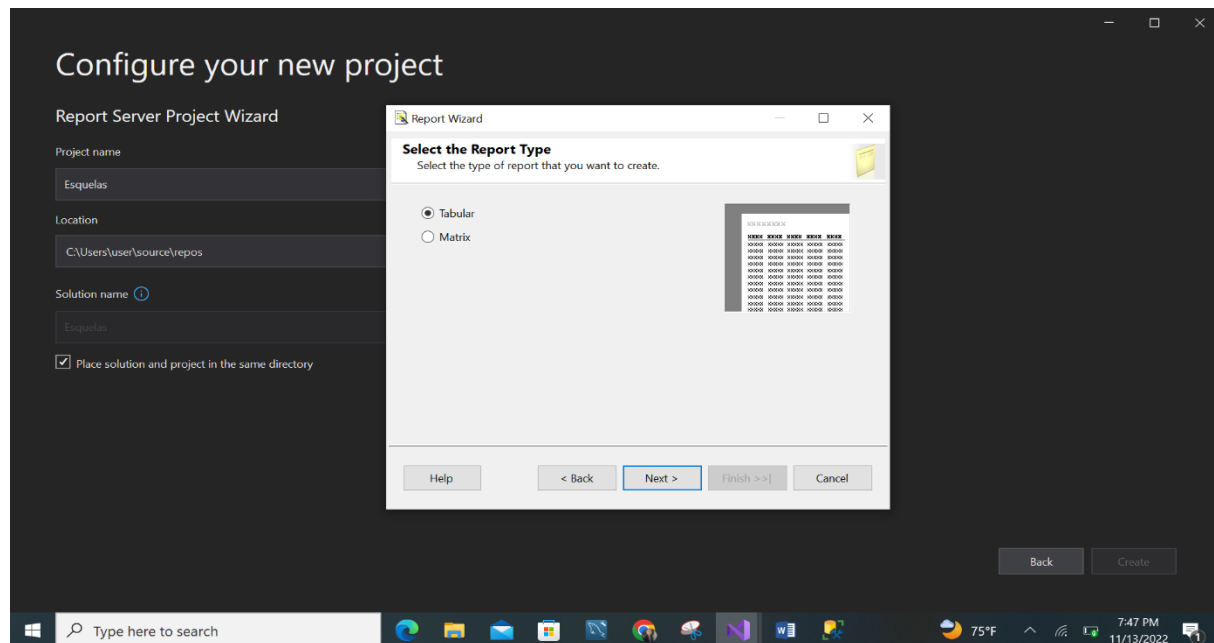 Configure your new project
Report Server Project Wizard
Project name
Esquelas
Location
C:\Users\user\source\repos
Solution name
Esquelas
Place solution and project in the same directory
Report Wizard
Select the Report Type
Select the type of report that you want to create.
Tabular
Matrix
Help
< Back
Next >
Finish >>|
Cancel
Back
Create
Type here to search
75°F
7:47 PM
11/13/2022
1